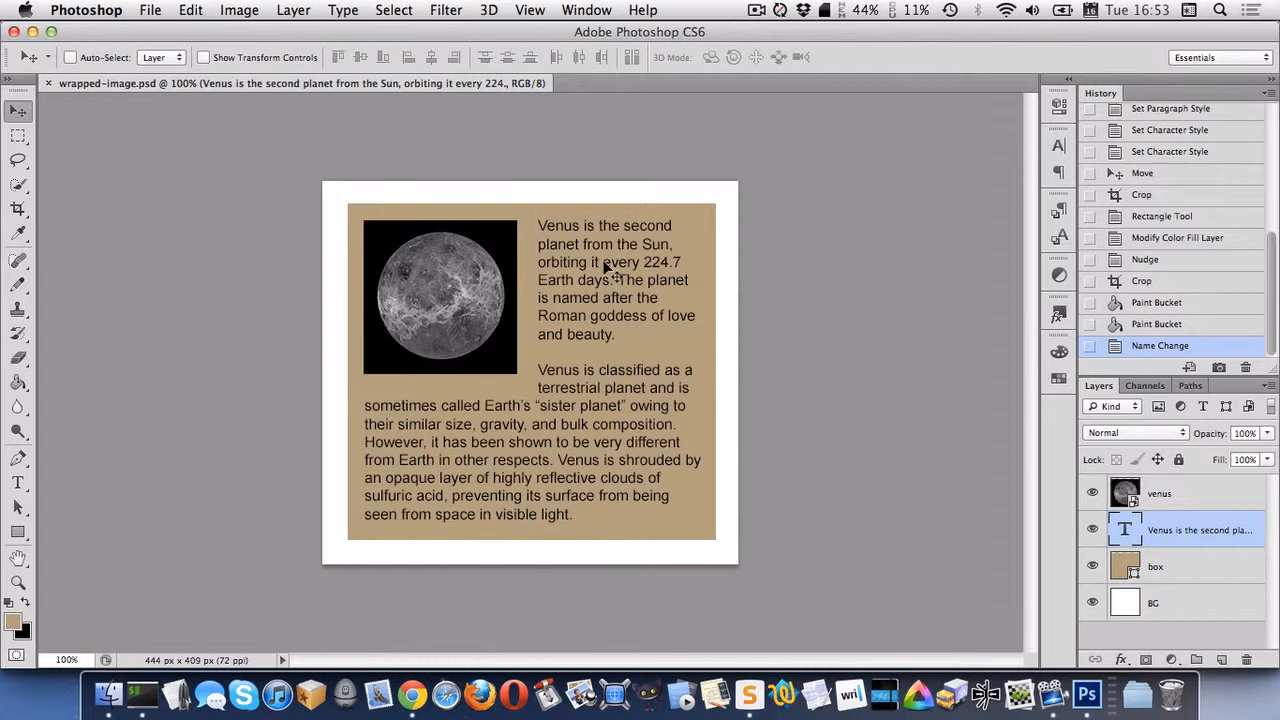 Photoshop File Edit Image Layer Type Select Filter 3D View Window Help 44% 11% Tue 16:53
Adobe Photoshop CS6
Auto-Select: Layer Show Transform Controls 3D Mode: Essentials
× wrapped-image.psd @ 100% (Venus is the second planet from the Sun, orbiting it every 224., RGB/8)
History
Set Paragraph Style
Set Character Style
Set Character Style
Move
Crop
Rectangle Tool
Modify Color Fill Layer
Nudge
Crop
Paint Bucket
Paint Bucket
Name Change
Venus is the second
planet from the Sun,
orbiting it every 224.7
Earth days. The planet
is named after the
Roman goddess of love
and beauty.
Venus is classified as a
terrestrial planet and is
sometimes called Earth’s “sister planet” owing to
their similar size, gravity, and bulk composition.
However, it has been shown to be very different
from Earth in other respects. Venus is shrouded by
an opaque layer of highly reflective clouds of
sulfuric acid, preventing its surface from being
seen from space in visible light.
Layers Channels Paths
Kind
Normal Opacity: 100%
Lock: Fill: 100%
venus
Venus is the second pla...
box
BG
100% 444 px x 409 px (72 ppi)
wri
Ps